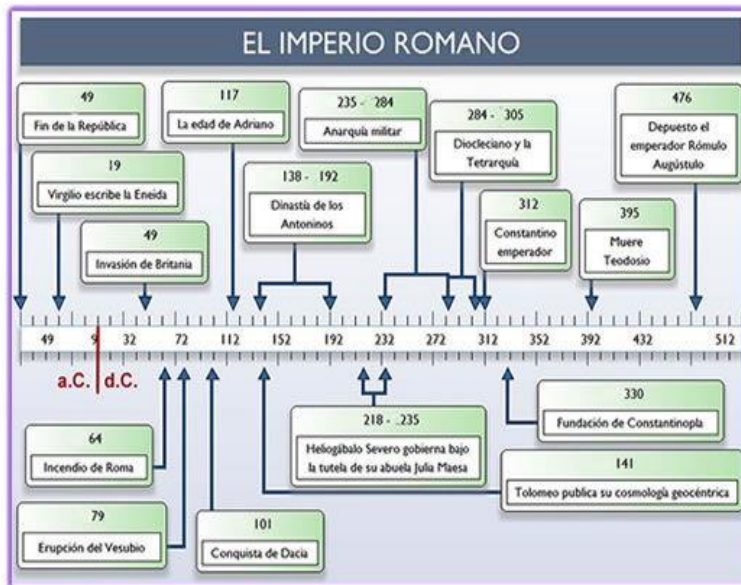 EL IMPERIO ROMANO
49
Fin de la República
19
Virgilio escribe la Eneida
49
Invasión de Britania
117
La edad de Adriano
138 - 192
Dinastía de los
Antoninos
235 - 284
Anarquía militar
284 - 305
Diocleciano y la
Tetrarquía
312
Constantino
emperador
395
Muere
Teodosio
476
Depuesto el
emperador Rómulo
Augústulo
49 9 32 72 112 152 192 232 272 312 352 392 432 512
a.C. d.C.
64
Incendio de Roma
79
Erupción del Vesubio
101
Conquista de Dacia
218 - 235
Heliogábalo Severo gobierna bajo
la tutela de su abuela Julia Maesa
330
Fundación de Constantinopla
141
Tolomeo publica su cosmología geocéntrica